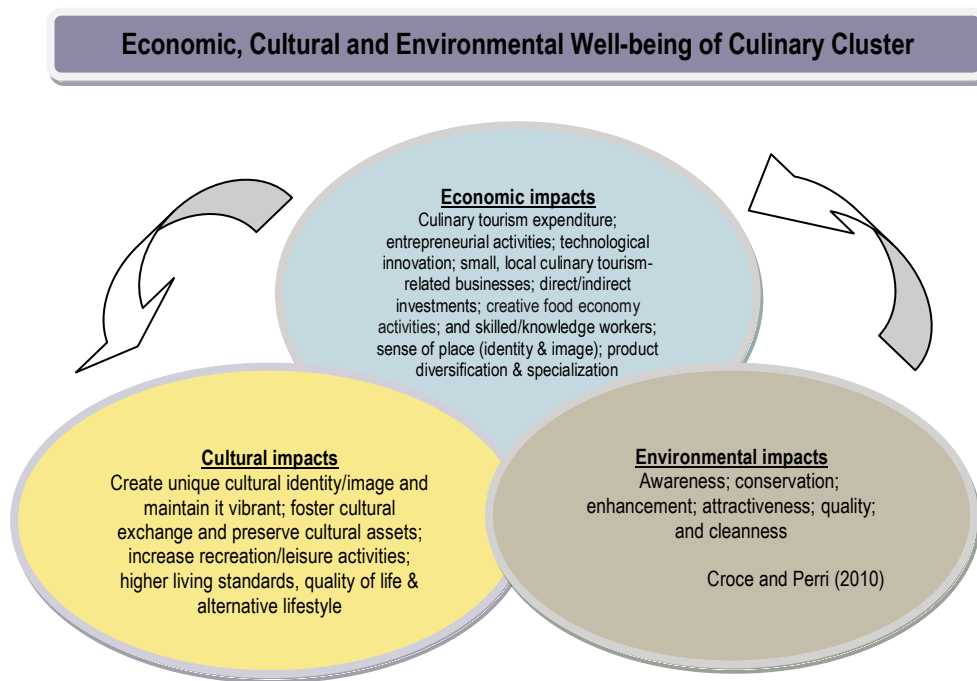 Economic, Cultural and Environmental Well-being of Culinary Cluster
Economic impacts
Culinary tourism expenditure;
entrepreneurial activities; technological
innovation; small, local culinary tourism-
related businesses; direct/indirect
investments; creative food economy
activities; and skilled/knowledge workers;
sense of place (identity & image); product
diversification & specialization
Cultural impacts
Create unique cultural identity/image and
maintain it vibrant; foster cultural
exchange and preserve cultural assets;
increase recreation/leisure activities;
higher living standards, quality of life &
alternative lifestyle
Environmental impacts
Awareness; conservation;
enhancement; attractiveness; quality;
and cleanness
Croce and Perri (2010)